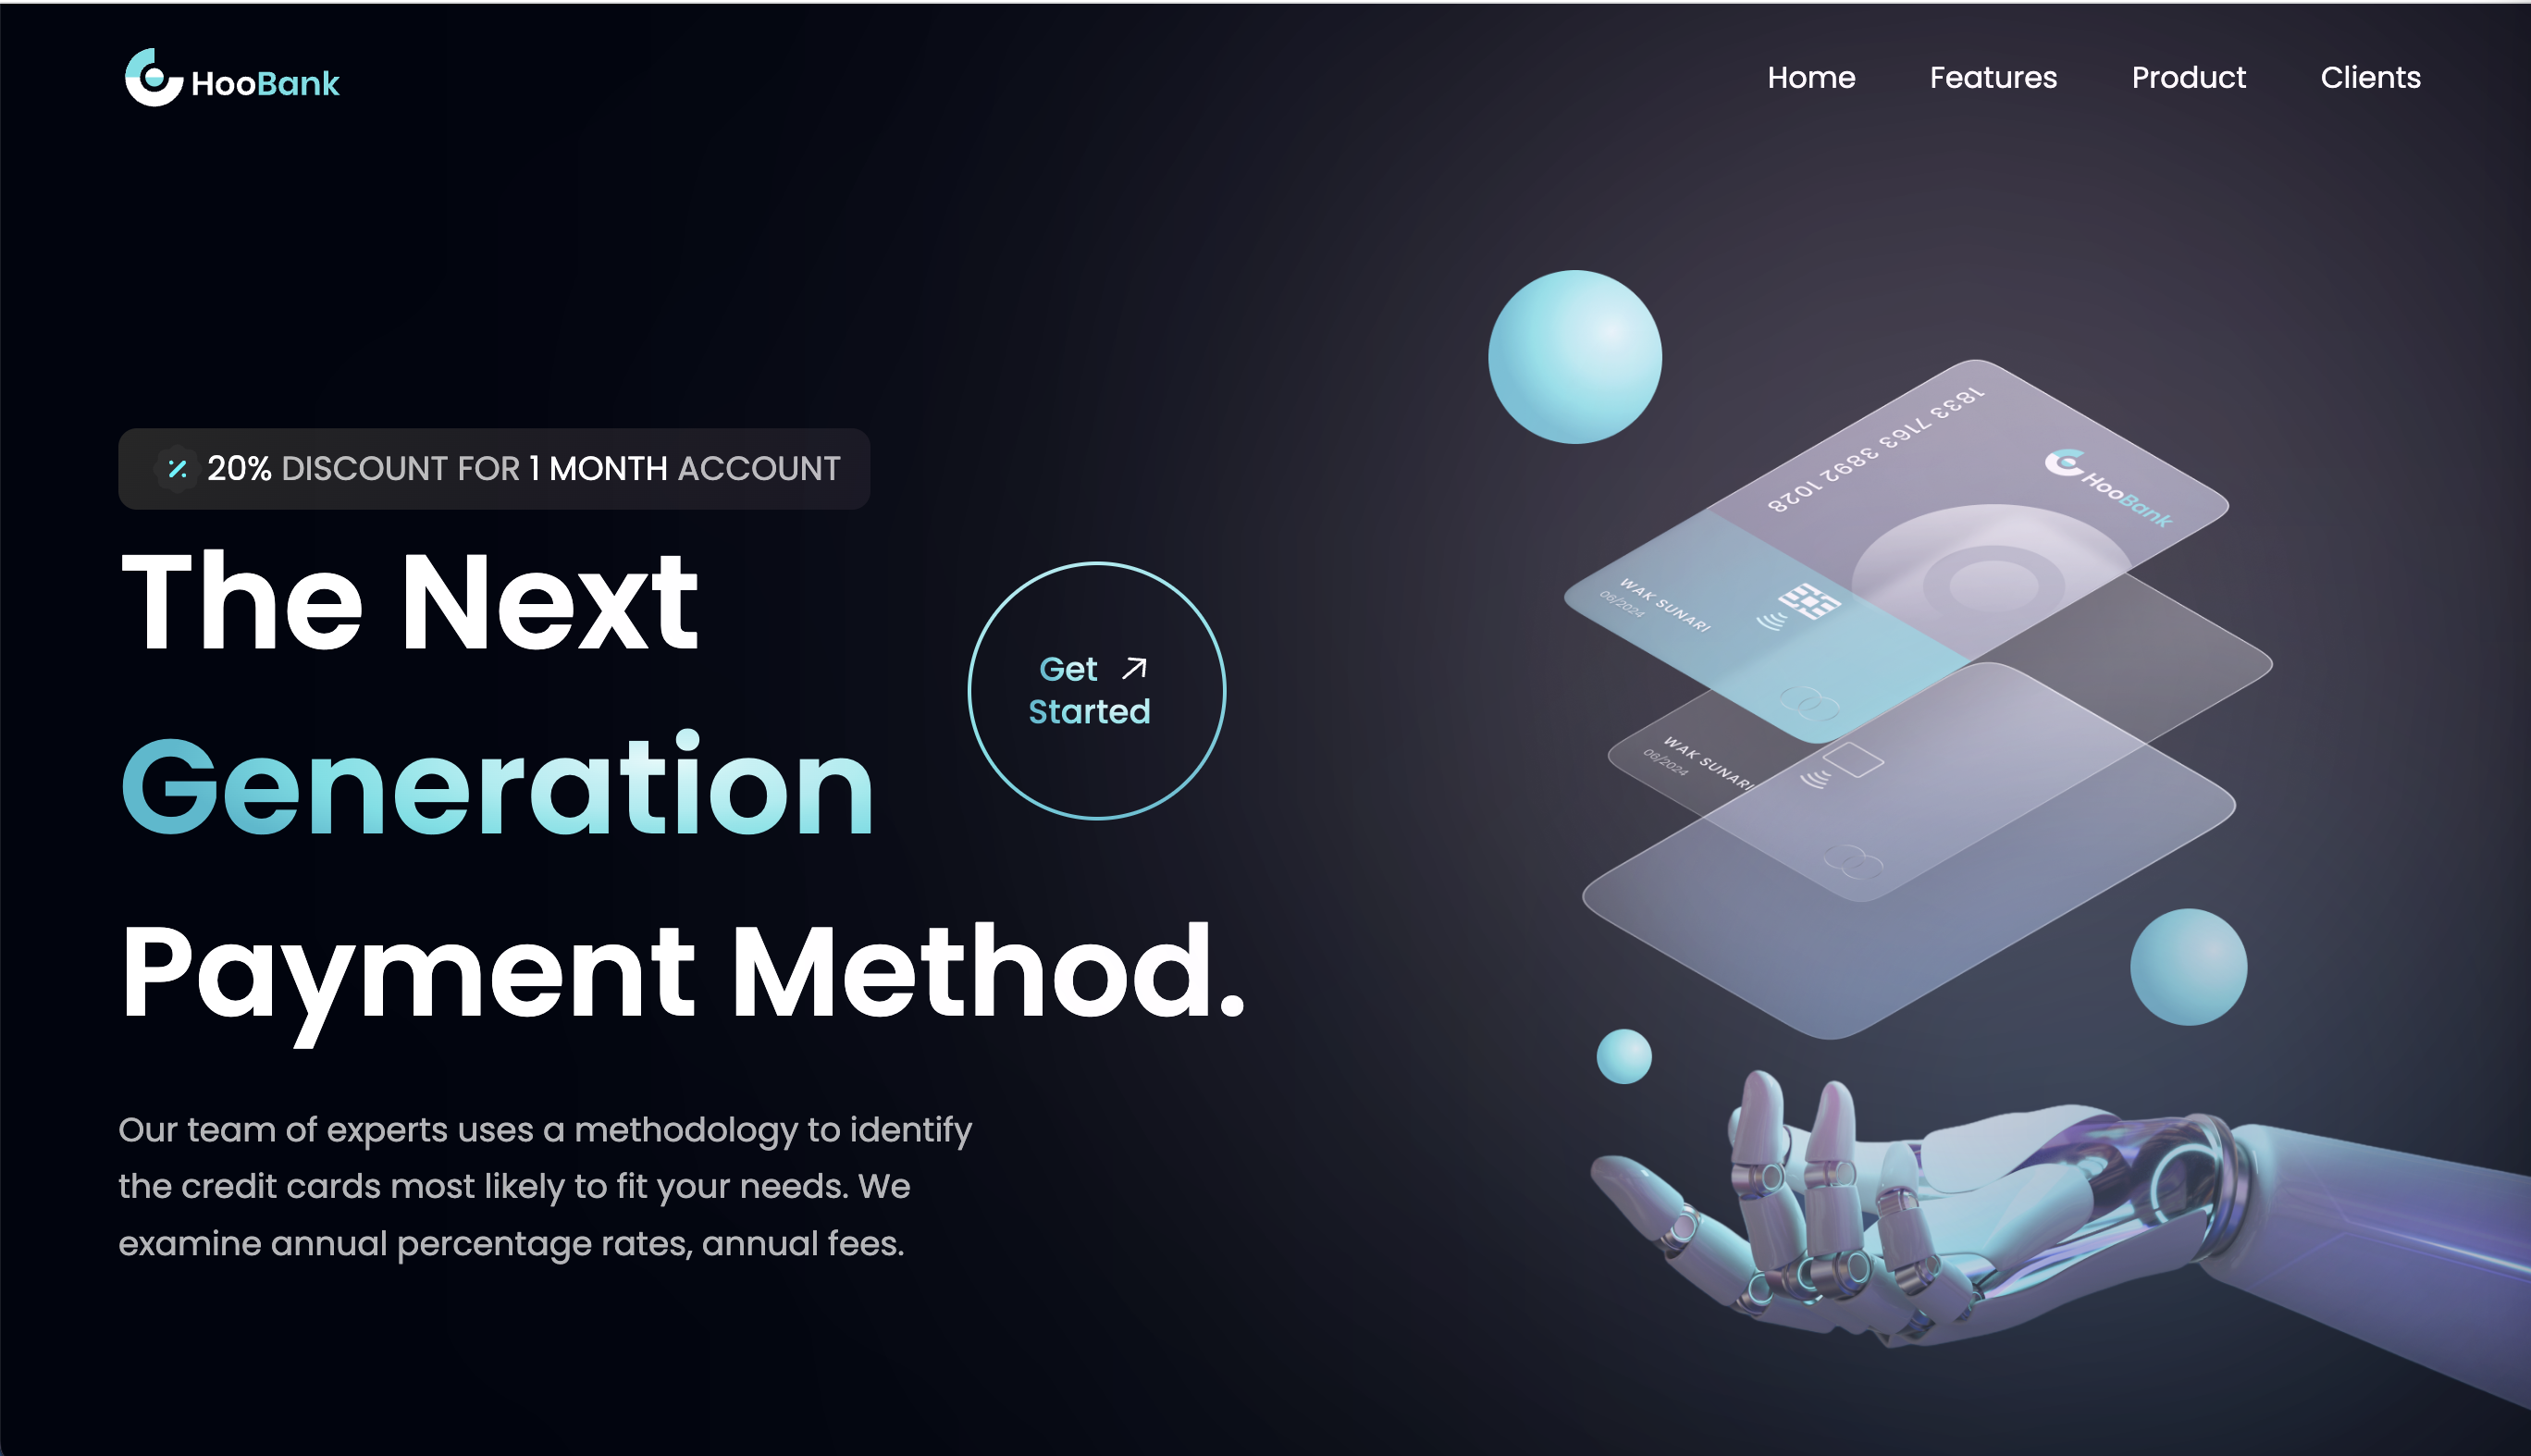 HooBank
Home Features Product Clients
20% DISCOUNT FOR 1 MONTH ACCOUNT
The Next
Generation
Payment Method.
Get
Started
Our team of experts uses a methodology to identify
the credit cards most likely to fit your needs. We
examine annual percentage rates, annual fees.
1833 7163 3892 1028
HooBank
WAK SUNARI
08/2024
WAK SUNARI
08/2024